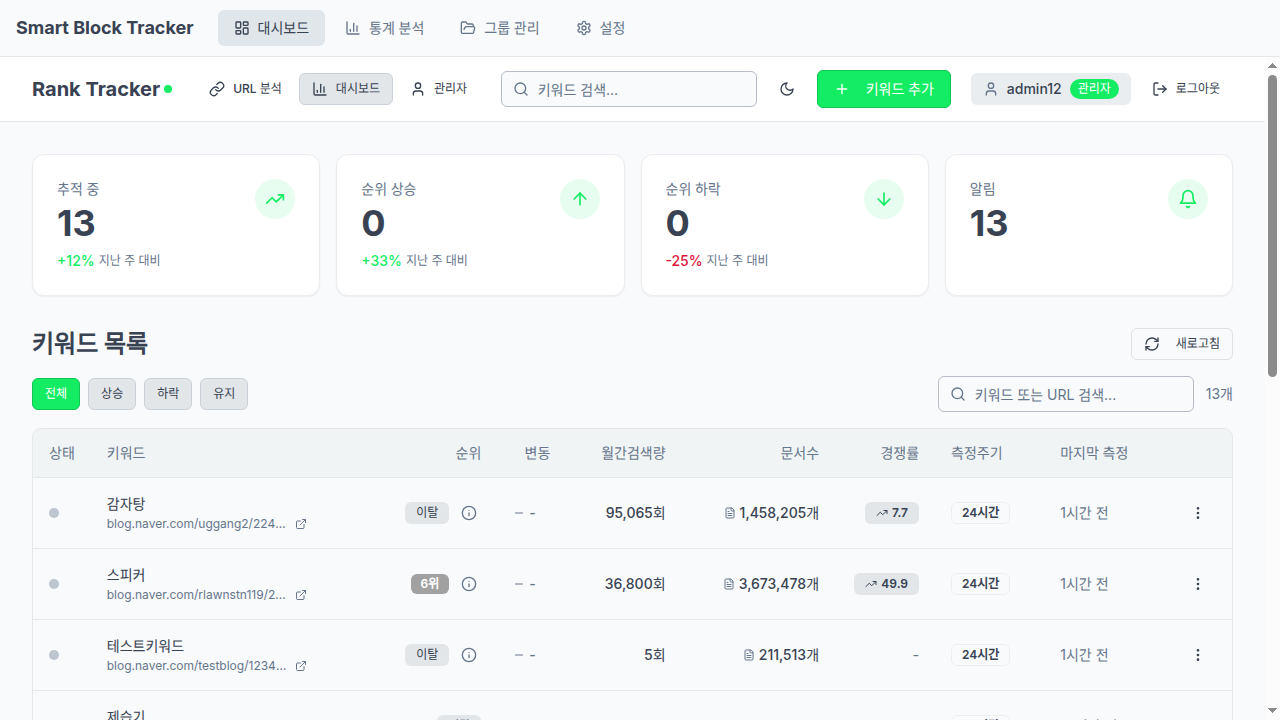 Smart Block Tracker 대시보드 통계 분석 그룹 관리 설정
Rank Tracker URL 분석 대시보드 관리자 키워드 검색... 키워드 추가 admin12 관리자 로그아웃
추적 중 순위 상승 순위 하락 알림
13 0 0 13
+12% 지난 주 대비 +33% 지난 주 대비 -25% 지난 주 대비
키워드 목록 새로고침
전체 상승 하락 유지 키워드 또는 URL 검색... 13개
상태 키워드 순위 변동 월간검색량 문서수 경쟁률 측정주기 마지막 측정
감자탕
blog.naver.com/uggang2/224... 이탈 - 95,065회 1,458,205개 7.7 24시간 1시간 전
스피커
blog.naver.com/rlawnstn119/2... 6위 - 36,800회 3,673,478개 49.9 24시간 1시간 전
테스트키워드
blog.naver.com/testblog/1234... 이탈 - 5회 211,513개 - 24시간 1시간 전
제습기